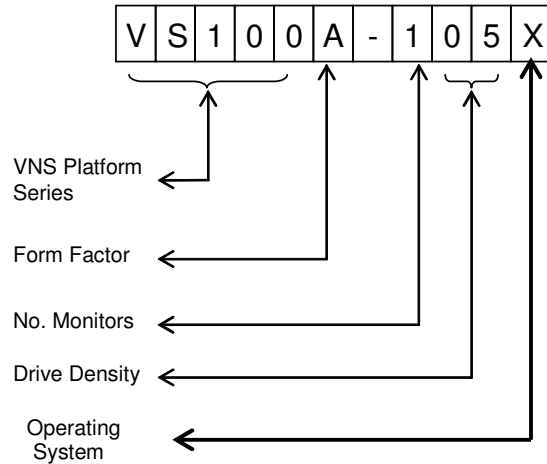 V S 1 0 0 A - 1 0 5 X
VNS Platform
Series
Form Factor
No. Monitors
Drive Density
Operating
System